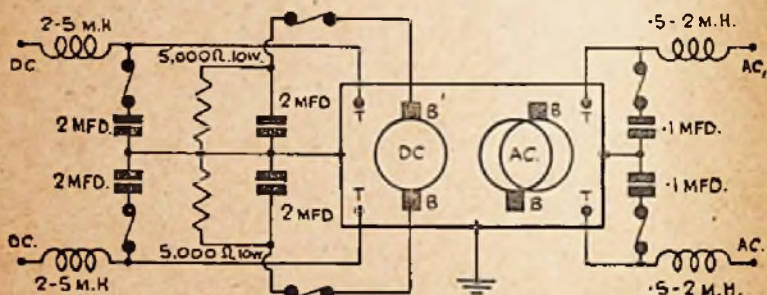 2-5 M.H
·5-2 M.H.
DC.
5,000Ω 10W.
AC,
2 MFD.
2 MFD
T
B'
B
T
·1 MFD.
DC
AC.
2 MFD.
2 MFD
T
B
B
T
·1 MFD.
DC.
5,000Ω 10W.
AC.
2-5 M.H
·5-2 M.H.